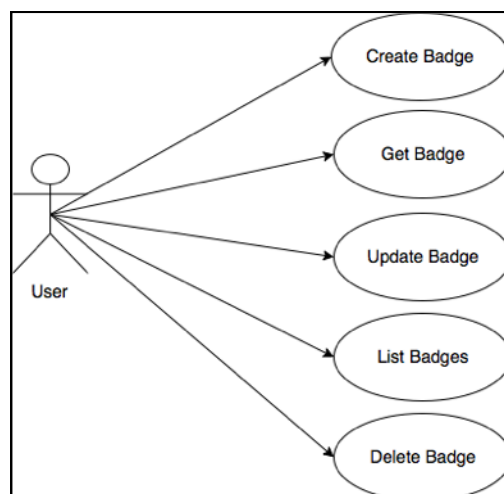 Create Badge
Get Badge
Update Badge
User
List Badges
Delete Badge